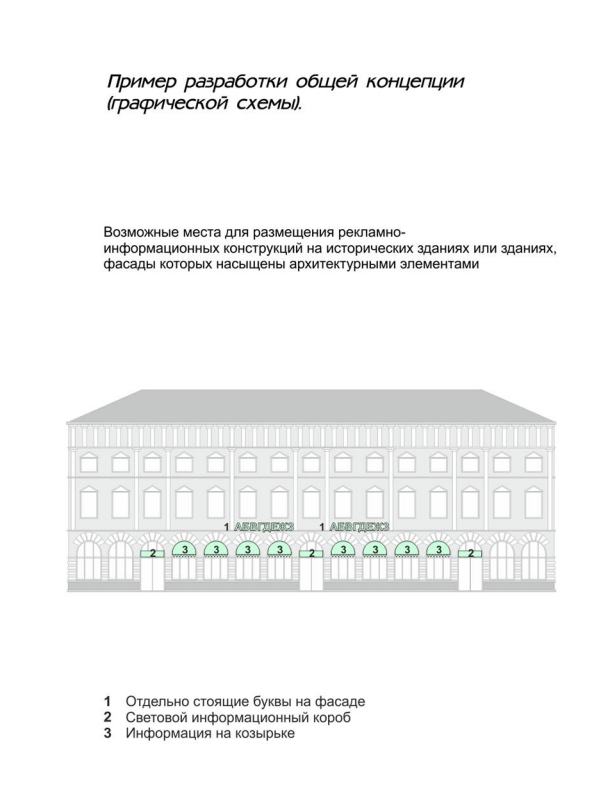 Пример разработки общей концепции
(графической схемы).
Возможные места для размещения рекламно-
информационных конструкций на исторических зданиях или зданиях,
фасады которых насыщены архитектурными элементами
1 АБВГДЕЖЗ 1 АБВГДЕЖЗ
2 3 3 3 3 2 3 3 3 3 2
1 Отдельно стоящие буквы на фасаде
2 Световой информационный короб
3 Информация на козырьке